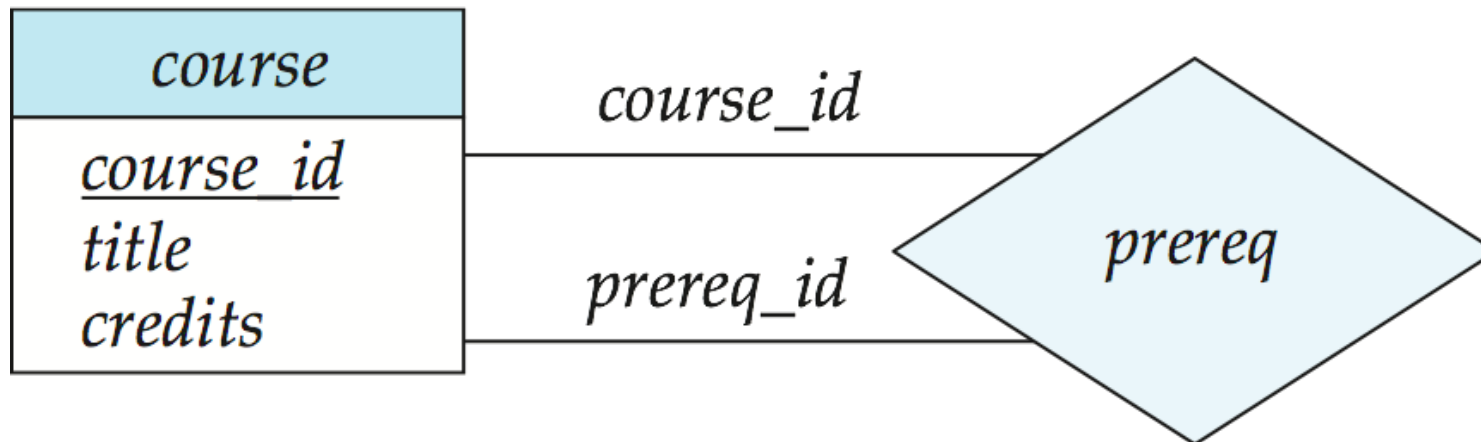 course
course_id
title
credits
course_id
prereq_id
prereq